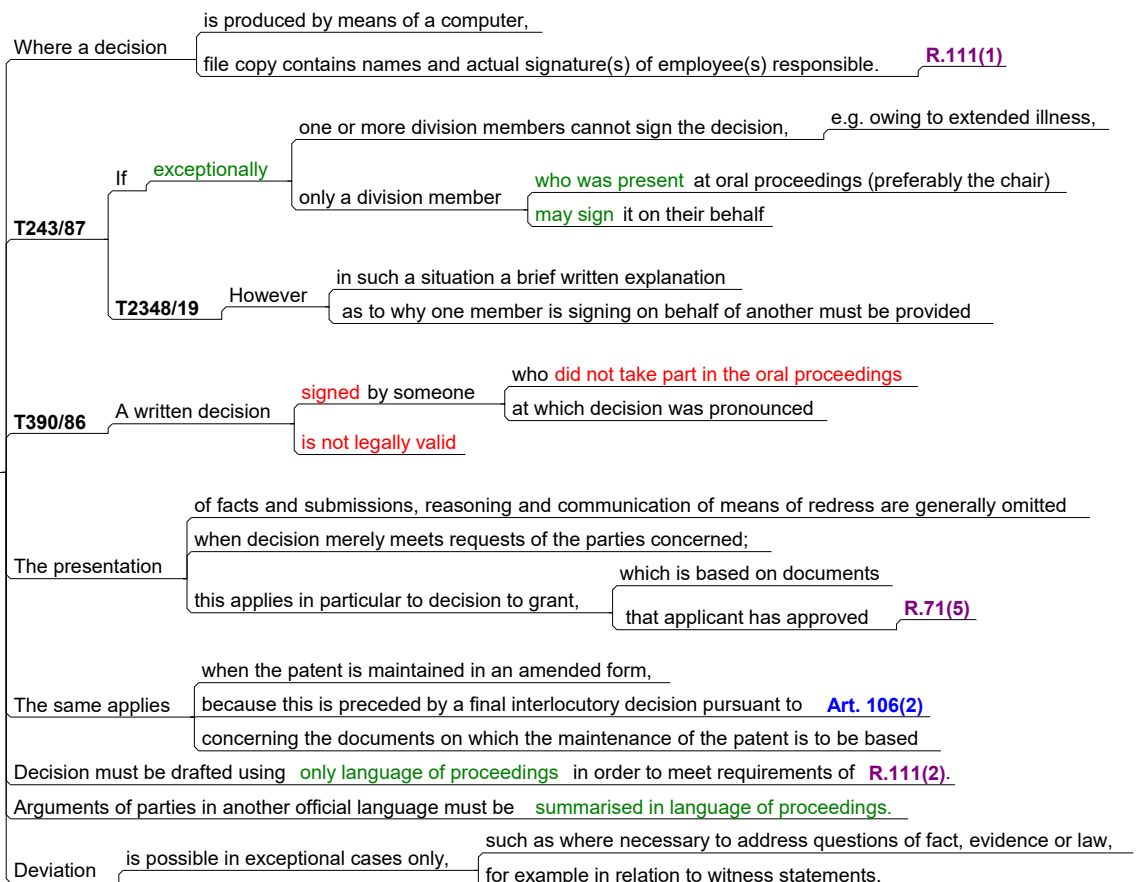 Where a decision
is produced by means of a computer,
file copy contains names and actual signature(s) of employee(s) responsible.
R.111(1)
T243/87
If
exceptionally
one or more division members cannot sign the decision,
e.g. owing to extended illness,
only a division member
who was present at oral proceedings (preferably the chair)
may sign it on their behalf
T2348/19
However
in such a situation a brief written explanation
as to why one member is signing on behalf of another must be provided
T390/86
A written decision
signed by someone
who did not take part in the oral proceedings
at which decision was pronounced
is not legally valid
The presentation
of facts and submissions, reasoning and communication of means of redress are generally omitted
when decision merely meets requests of the parties concerned;
this applies in particular to decision to grant,
which is based on documents
that applicant has approved
R.71(5)
The same applies
when the patent is maintained in an amended form,
because this is preceded by a final interlocutory decision pursuant to Art. 106(2)
concerning the documents on which the maintenance of the patent is to be based
Decision must be drafted using only language of proceedings in order to meet requirements of R.111(2).
Arguments of parties in another official language must be summarised in language of proceedings.
Deviation
is possible in exceptional cases only,
such as where necessary to address questions of fact, evidence or law,
for example in relation to witness statements.